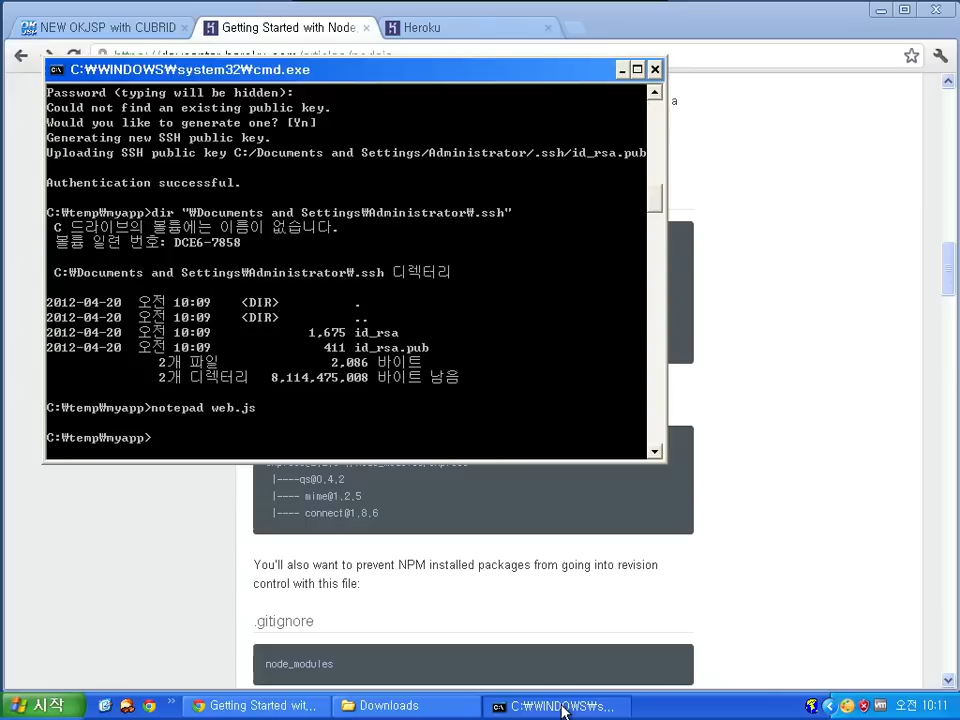 NEW OKJSP with CUBRID
Getting Started with Node.
Heroku
C:\WINDOWS\system32\cmd.exe
a
Password (typing will be hidden):
Could not find an existing public key.
Would you like to generate one? [Yn]
Generating new SSH public key.
Uploading SSH public key C:/Documents and Settings/Administrator/.ssh/id_rsa.pub
Authentication successful.
C:₩temp₩myapp>dir "₩Documents and Settings₩Administrator₩.ssh"
C 드라이브의 볼륨에는 이름이 없습니다.
볼륨 일련 번호: DCE6-7858
C:₩Documents and Settings₩Administrator₩.ssh 디렉터리
2012-04-20 오전 10:09 <DIR> .
2012-04-20 오전 10:09 <DIR> ..
2012-04-20 오전 10:09 1,675 id_rsa
2012-04-20 오전 10:09 411 id_rsa.pub
2개 파일 2,086 바이트
2개 디렉터리 8,114,475,008 바이트 남음
C:₩temp₩myapp>notepad web.js
C:₩temp₩myapp>
|----qs@0.4.2
|---- mime@1.2.5
|---- connect@1.8.6
You'll also want to prevent NPM installed packages from going into revision
control with this file:
.gitignore
node_modules
시작
Getting Started wit...
Downloads
C:₩WINDOWS₩s...
오전 10:11